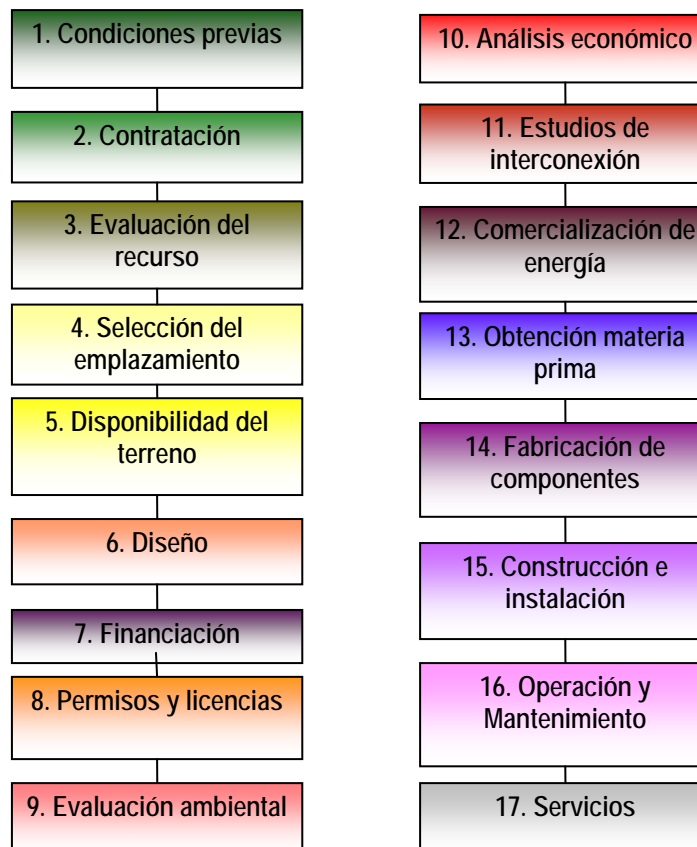 1. Condiciones previas
2. Contratación
3. Evaluación del
recurso
4. Selección del
emplazamiento
5. Disponibilidad del
terreno
6. Diseño
7. Financiación
8. Permisos y licencias
9. Evaluación ambiental
10. Análisis económico
11. Estudios de
interconexión
12. Comercialización de
energía
13. Obtención materia
prima
14. Fabricación de
componentes
15. Construcción e
instalación
16. Operación y
Mantenimiento
17. Servicios